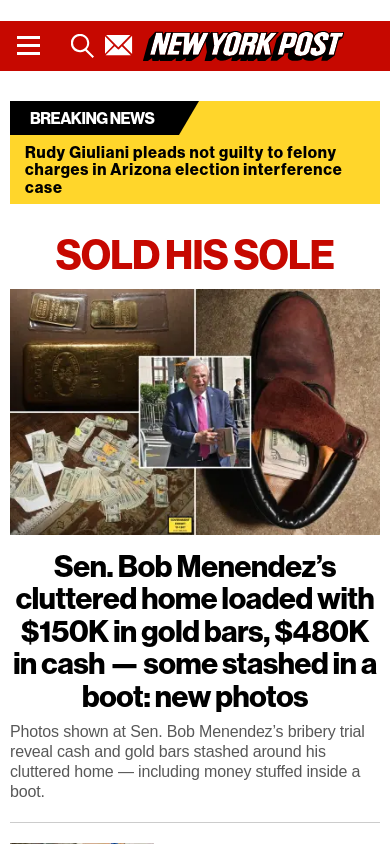 NEW YORK POST
BREAKING NEWS
Rudy Giuliani pleads not guilty to felony
charges in Arizona election interference
case
SOLD HIS SOLE
Sen. Bob Menendez’s
cluttered home loaded with
$150K in gold bars, $480K
in cash — some stashed in a
boot: new photos
Photos shown at Sen. Bob Menendez’s bribery trial
reveal cash and gold bars stashed around his
cluttered home — including money stuffed inside a
boot.